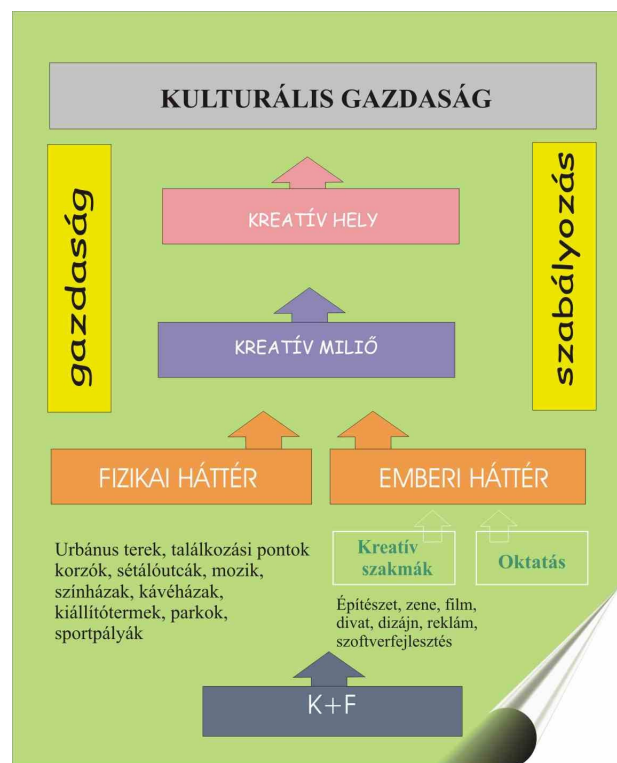 KULTURÁLIS GAZDASÁG
gazdaság
szabályozás
KREATÍV HELY
KREATÍV MILIŐ
FIZIKAI HÁTTÉR
EMBERI HÁTTÉR
Urbánus terek, találkozási pontok
korzók, sétálóutcák, mozik,
színházak, kávéházak,
kiállítótermek, parkok,
sportpályák
Kreatív
szakmák
Oktatás
Építészet, zene, film,
divat, dizájn, reklám,
szoftverfejlesztés
K+F